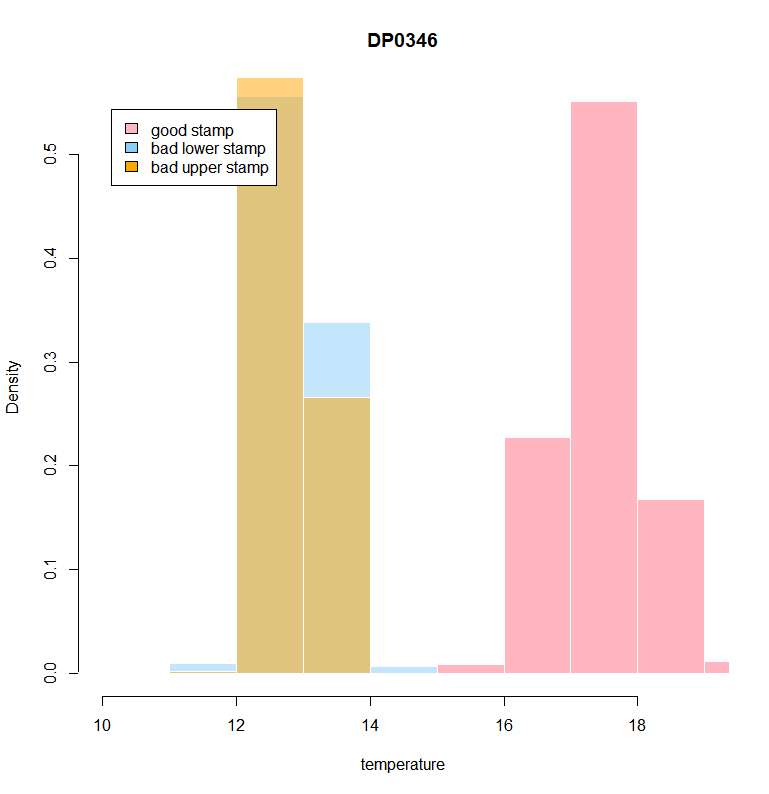 DP0346
good stamp
bad lower stamp
bad upper stamp
Density
0.5
0.4
0.3
0.2
0.1
0.0
10 12 14 16 18
temperature